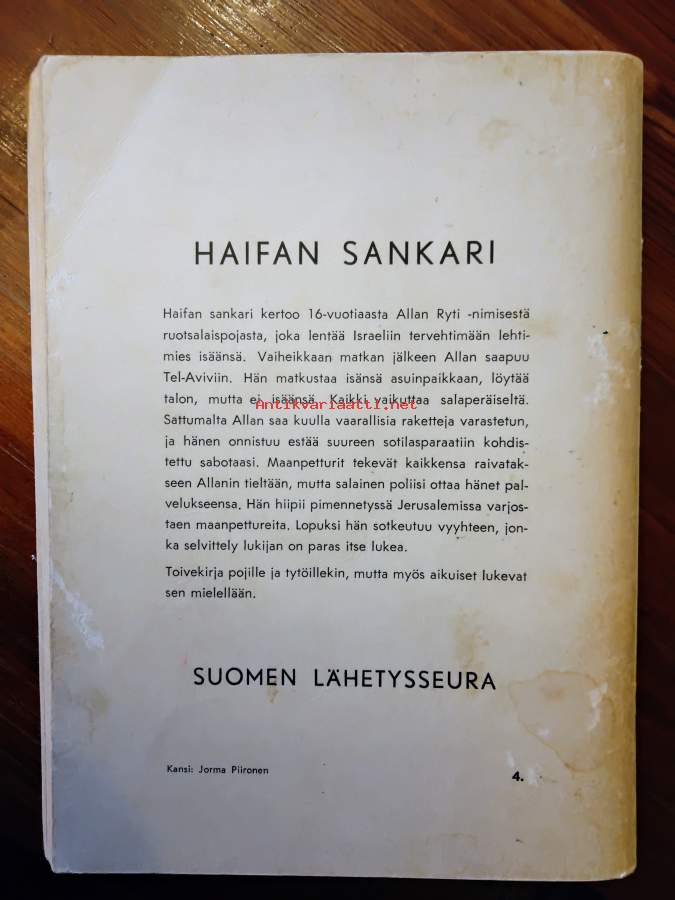 HAIFAN SANKARI
Haifan sankari kertoo 16-vuotiaasta Allan Ryti -nimisestä
ruotsalaispojasta, joka lentää Israeliin tervehtimään lehti-
mies isäänsä. Vaiheikkaan matkan jälkeen Allan saapuu
Tel-Aviviin. Hän matkustaa isänsä asuinpaikkaan, löytää
talon, mutta ei isäänsä. Kaikki vaikuttaa salaperäiseltä.
Antikvariaatti.net
Sattumalta Allan saa kuulla vaarallisia raketteja varastetun,
ja hänen onnistuu estää suureen sotilasparaatiin kohdis-
tettu sabotaasi. Maanpetturit tekevät kaikkensa raivatak-
seen Allanin tieltään, mutta salainen poliisi ottaa hänet pal-
velukseensa. Hän hiipii pimennetyssä Jerusalemissa varjos-
taen maanpettureita. Lopuksi hän sotkeutuu vyyhteen, jon-
ka selvittely lukijan on paras itse lukea.
Toivekirja pojille ja tytöillekin, mutta myös aikuiset lukevat
sen mielellään.
SUOMEN LÄHETYSSEURA
Kansi: Jorma Piironen
4.